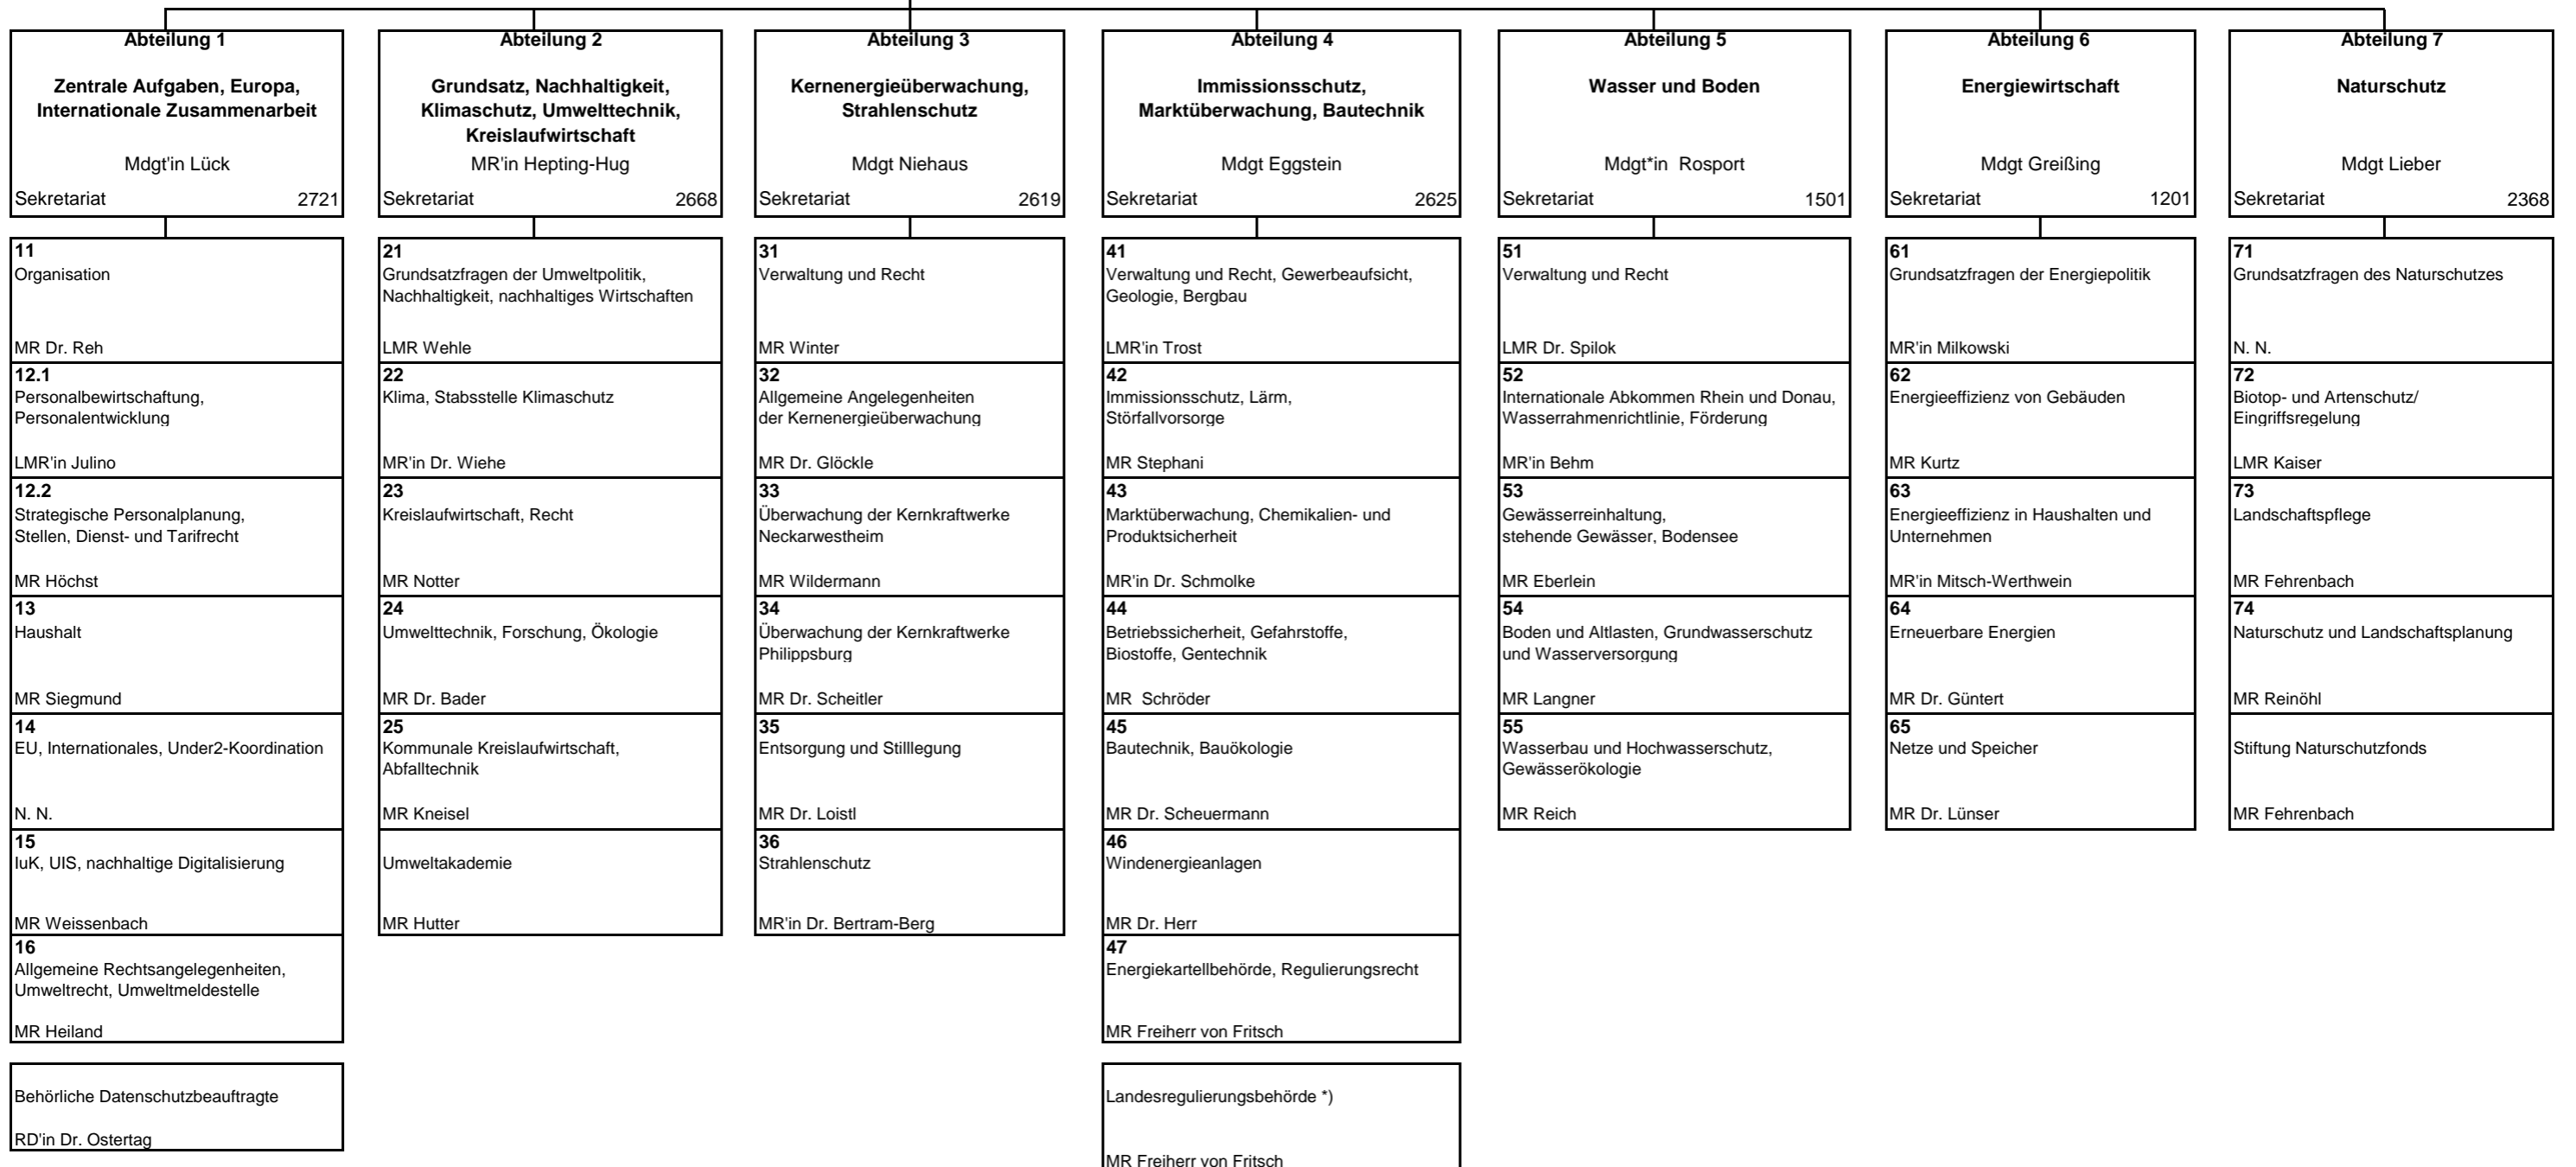 Abteilung 1
Zentrale Aufgaben, Europa,
Internationale Zusammenarbeit
Mdgt'in Lück
Sekretariat 2721
11
Organisation
MR Dr. Reh
12.1
Personalbewirtschaftung,
Personalentwicklung
LMR'in Julino
12.2
Strategische Personalplanung,
Stellen, Dienst- und Tarifrecht
MR Höchst
13
Haushalt
MR Siegmund
14
EU, Internationales, Under2-Koordination
N. N.
15
IuK, UIS, nachhaltige Digitalisierung
MR Weissenbach
16
Allgemeine Rechtsangelegenheiten,
Umweltrecht, Umweltmeldestelle
MR Heiland
Behörliche Datenschutzbeauftragte
RD'in Dr. Ostertag
Abteilung 2
Grundsatz, Nachhaltigkeit,
Klimaschutz, Umwelttechnik,
Kreislaufwirtschaft
MR'in Hepting-Hug
Sekretariat 2668
21
Grundsatzfragen der Umweltpolitik,
Nachhaltigkeit, nachhaltiges Wirtschaften
LMR Wehle
22
Klima, Stabsstelle Klimaschutz
MR'in Dr. Wiehe
23
Kreislaufwirtschaft, Recht
MR Notter
24
Umwelttechnik, Forschung, Ökologie
MR Dr. Bader
25
Kommunale Kreislaufwirtschaft,
Abfalltechnik
MR Kneisel
Umweltakademie
MR Hutter
Abteilung 3
Kernenergieüberwachung,
Strahlenschutz
Mdgt Niehaus
Sekretariat 2619
31
Verwaltung und Recht
MR Winter
32
Allgemeine Angelegenheiten
der Kernenergieüberwachung
MR Dr. Glöckle
33
Überwachung der Kernkraftwerke
Neckarwestheim
MR Wildermann
34
Überwachung der Kernkraftwerke
Philippsburg
MR Dr. Scheitler
35
Entsorgung und Stilllegung
MR Dr. Loistl
36
Strahlenschutz
MR'in Dr. Bertram-Berg
Abteilung 4
Immissionsschutz,
Marktüberwachung, Bautechnik
Mdgt Eggstein
Sekretariat 2625
41
Verwaltung und Recht, Gewerbeaufsicht,
Geologie, Bergbau
LMR'in Trost
42
Immissionsschutz, Lärm,
Störfallvorsorge
MR Stephani
43
Marktüberwachung, Chemikalien- und
Produktsicherheit
MR'in Dr. Schmolke
44
Betriebssicherheit, Gefahrstoffe,
Biostoffe, Gentechnik
MR Schröder
45
Bautechnik, Bauökologie
MR Dr. Scheuermann
46
Windenergieanlagen
MR Dr. Herr
47
Energiekartellbehörde, Regulierungsrecht
MR Freiherr von Fritsch
Landesregulierungsbehörde *)
MR Freiherr von Fritsch
Abteilung 5
Wasser und Boden
Mdgt*in Rosport
Sekretariat 1501
51
Verwaltung und Recht
LMR Dr. Spilok
52
Internationale Abkommen Rhein und Donau,
Wasserrahmenrichtlinie, Förderung
MR'in Behm
53
Gewässerreinhaltung,
stehende Gewässer, Bodensee
MR Eberlein
54
Boden und Altlasten, Grundwasserschutz
und Wasserversorgung
MR Langner
55
Wasserbau und Hochwasserschutz,
Gewässerökologie
MR Reich
Abteilung 6
Energiewirtschaft
Mdgt Greißing
Sekretariat 1201
61
Grundsatzfragen der Energiepolitik
MR'in Milkowski
62
Energieeffizienz von Gebäuden
MR Kurtz
63
Energieeffizienz in Haushalten und
Unternehmen
MR'in Mitsch-Werthwein
64
Erneuerbare Energien
MR Dr. Güntert
65
Netze und Speicher
MR Dr. Lünser
Abteilung 7
Naturschutz
Mdgt Lieber
Sekretariat 2368
71
Grundsatzfragen des Naturschutzes
N. N.
72
Biotop- und Artenschutz/
Eingriffsregelung
LMR Kaiser
73
Landschaftspflege
MR Fehrenbach
74
Naturschutz und Landschaftsplanung
MR Reinöhl
Stiftung Naturschutzfonds
MR Fehrenbach